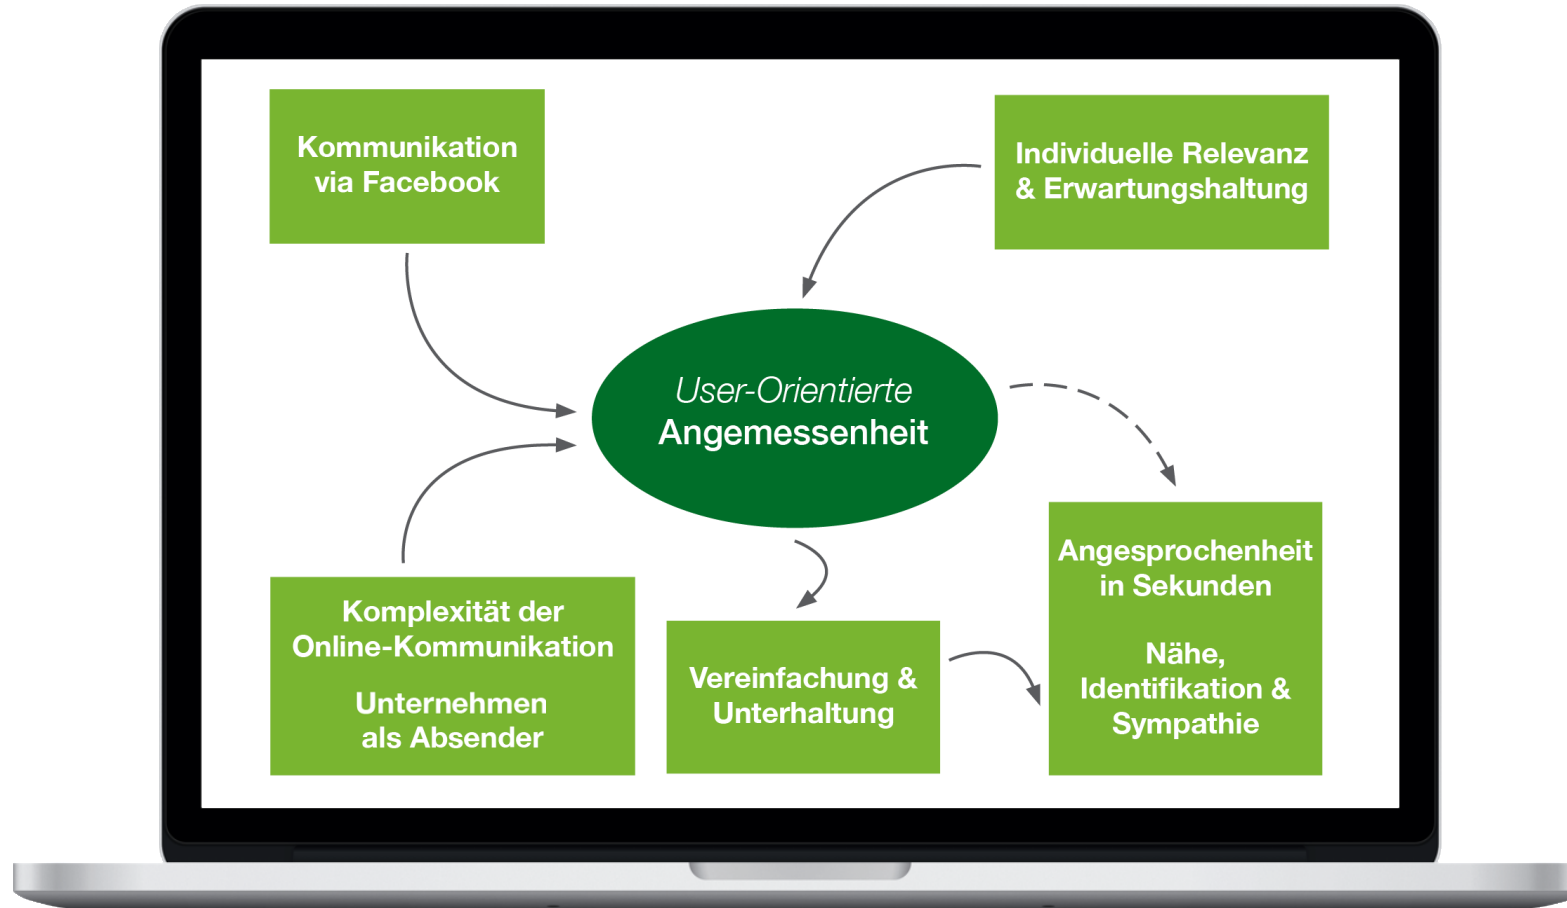 Kommunikation
via Facebook
Individuelle Relevanz
& Erwartungshaltung
User-Orientierte
Angemessenheit
Komplexität der
Online-Kommunikation
Unternehmen
als Absender
Vereinfachung &
Unterhaltung
Angesprochenheit
in Sekunden
Nähe,
Identifikation &
Sympathie